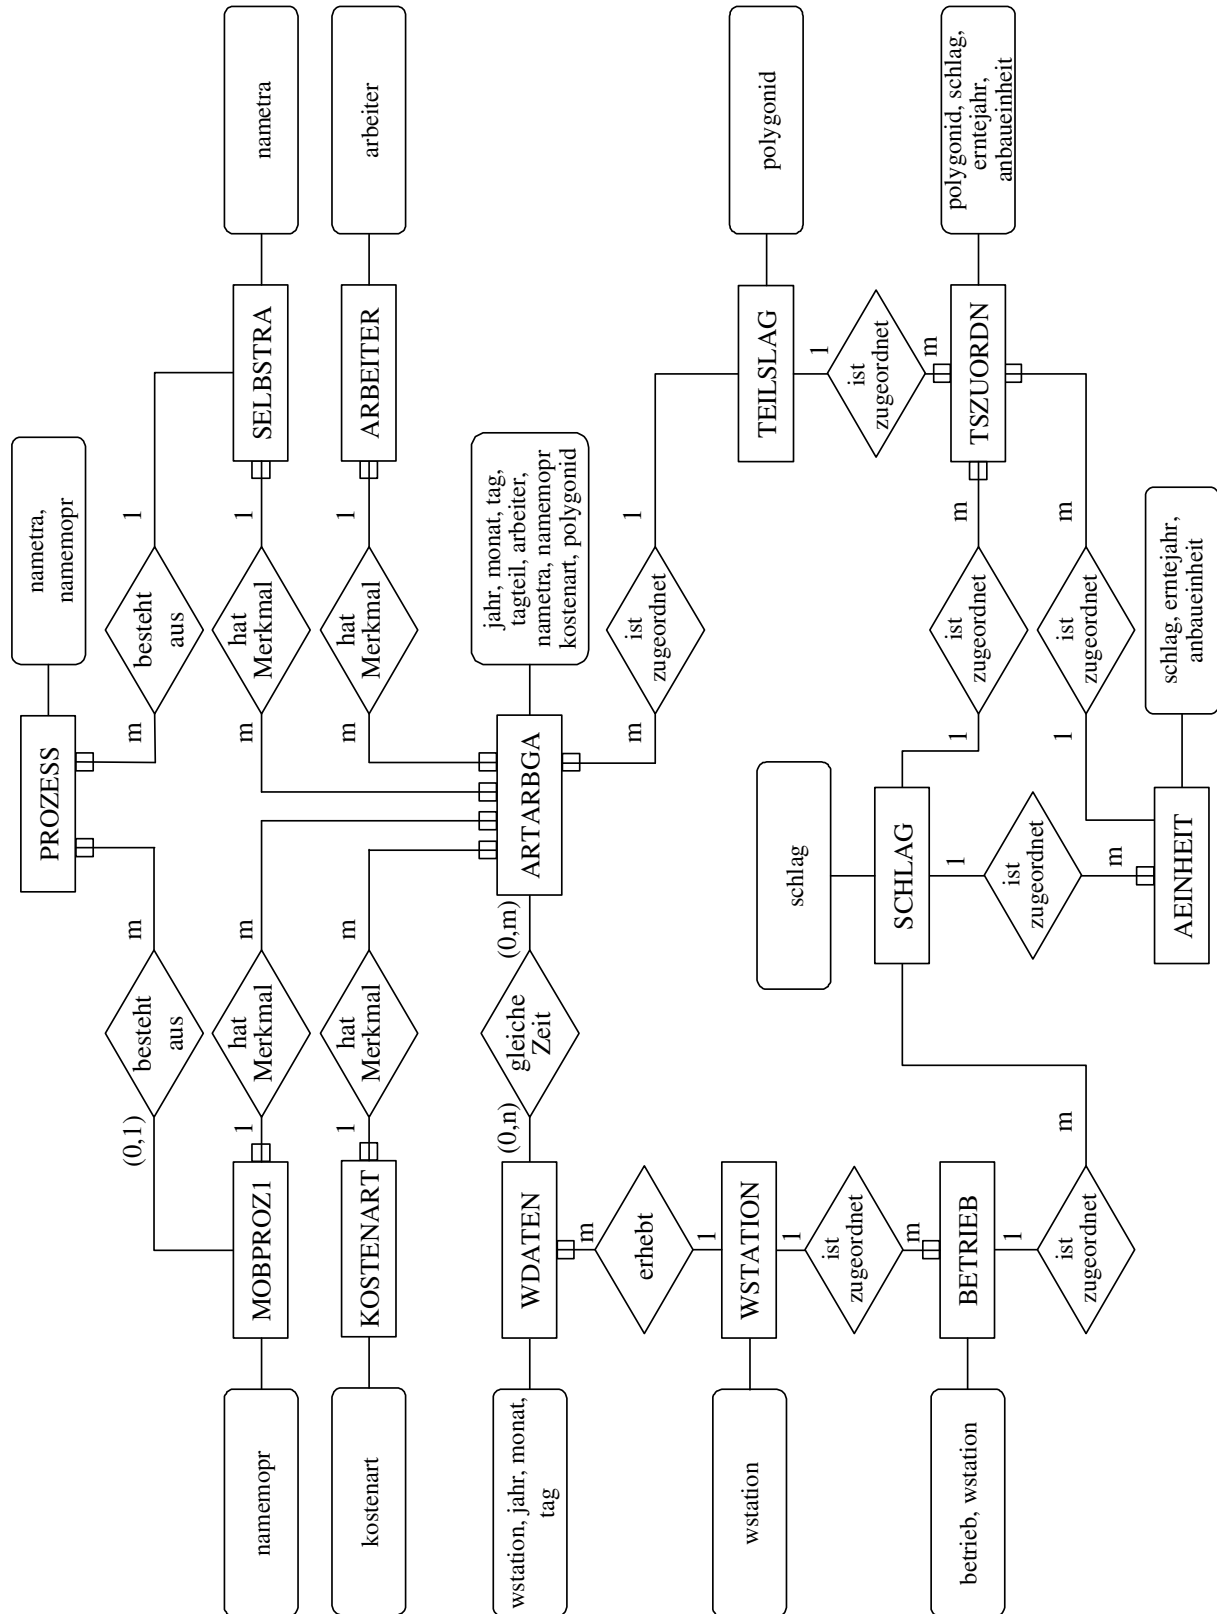 nametra,
namemopr
PROZESS
namemopr
MOBPROZ1
(0,1)
besteht
aus
m
m
besteht
aus
1
SELBSTRA
nametra
1
hat
Merkmal
m
m
hat
Merkmal
1
kostenart
KOSTENART
1
hat
Merkmal
m
m
hat
Merkmal
1
ARBEITER
arbeiter
wstation, jahr, monat,
tag
WDATEN
(0,n)
gleiche
Zeit
(0,m)
ARTARBGA
jahr, monat, tag,
tagteil, arbeiter,
nametra, namemopr
kostenart, polygonid
m
erhebt
1
m
ist
zugeordnet
1
wstation
WSTATION
TEILSLAG
polygonid
1
ist
zugeordnet
m
schlag
1
ist
zugeordnet
m
betrieb, wstation
BETRIEB
1
ist
zugeordnet
m
SCHLAG
1
ist
zugeordnet
m
TSZUORDN
polygonid, schlag,
erntejahr,
anbaueinheit
1
ist
zugeordnet
m
1
ist
zugeordnet
m
AEINHEIT
schlag, erntejahr,
anbaueinheit